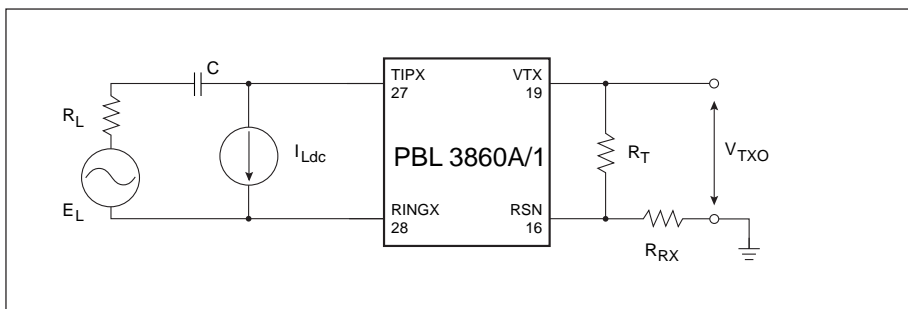 C
TIPX
27
VTX
19
R_L
I_Ldc
PBL 3860A/1
R_T
V_TXO
E_L
RINGX
28
RSN
16
R_RX